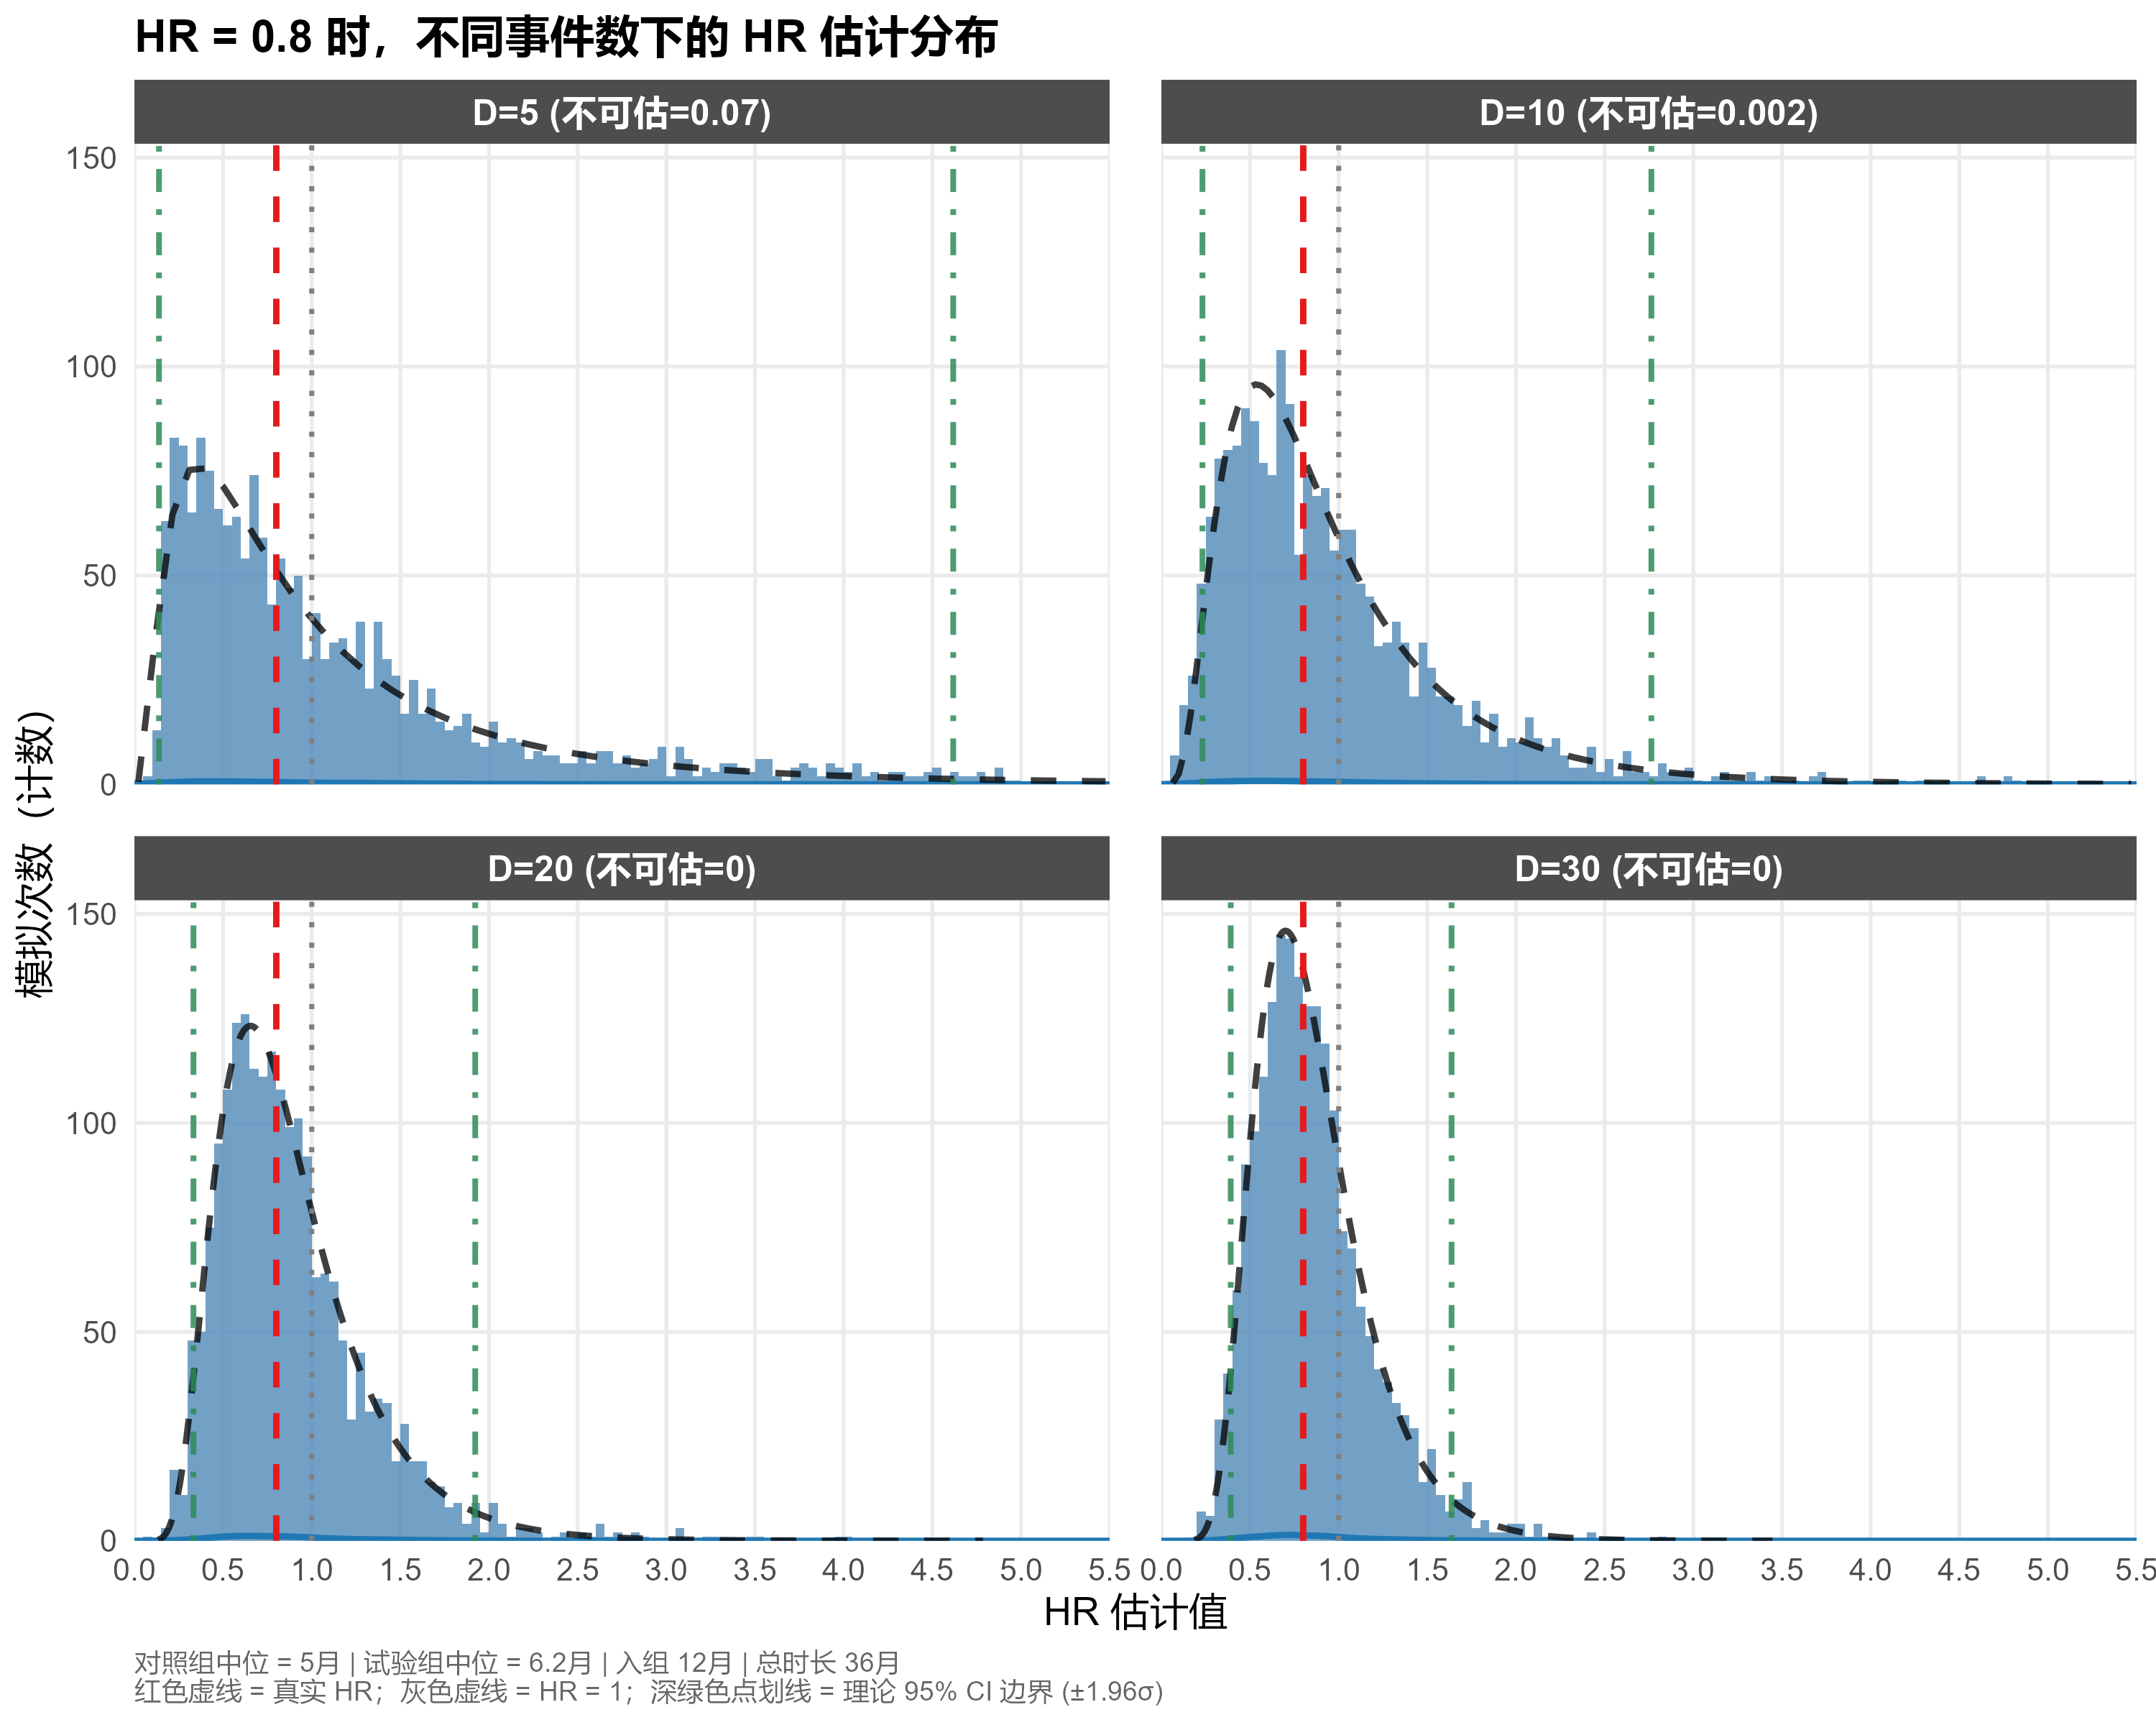 HR = 0.8 时，不同事件数下的 HR 估计分布
D=5 (不可估=0.07)
D=10 (不可估=0.002)
150
100
50
0
D=20 (不可估=0)
D=30 (不可估=0)
150
100
50
0
模拟次数（计数）
0.0 0.5 1.0 1.5 2.0 2.5 3.0 3.5 4.0 4.5 5.0 5.5
0.0 0.5 1.0 1.5 2.0 2.5 3.0 3.5 4.0 4.5 5.0 5.5
HR 估计值
对照组中位 = 5月 | 试验组中位 = 6.2月 | 入组 12月 | 总时长 36月
红色虚线 = 真实 HR；灰色虚线 = HR = 1；深绿色点划线 = 理论 95% CI 边界 (±1.96σ)